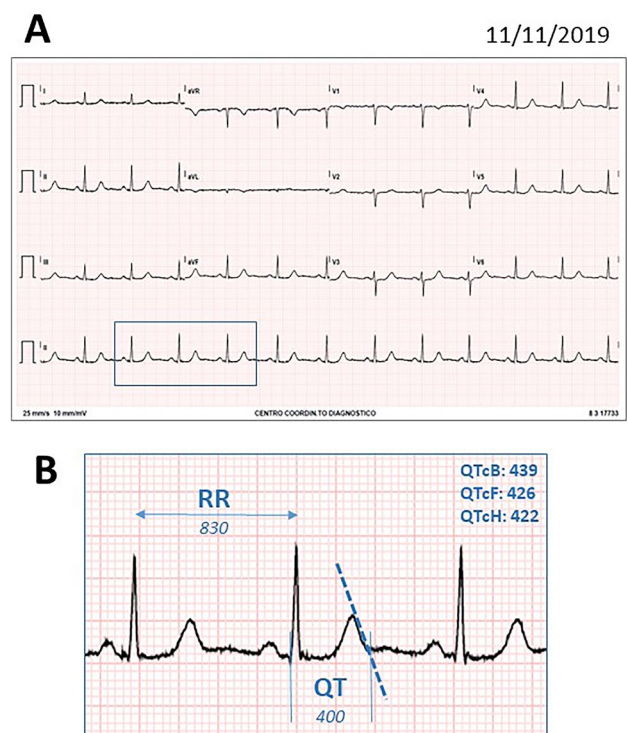 A
11/11/2019
I aVR V1 V4
II aVL V2 V5
III aVF V3 V6
II
25 mm/s 10 mm/mV CENTRO COORDIN.TO DIAGNOSTICO 8 3 17733
B
QTcB: 439
QTcF: 426
QTcH: 422
RR
830
QT
400